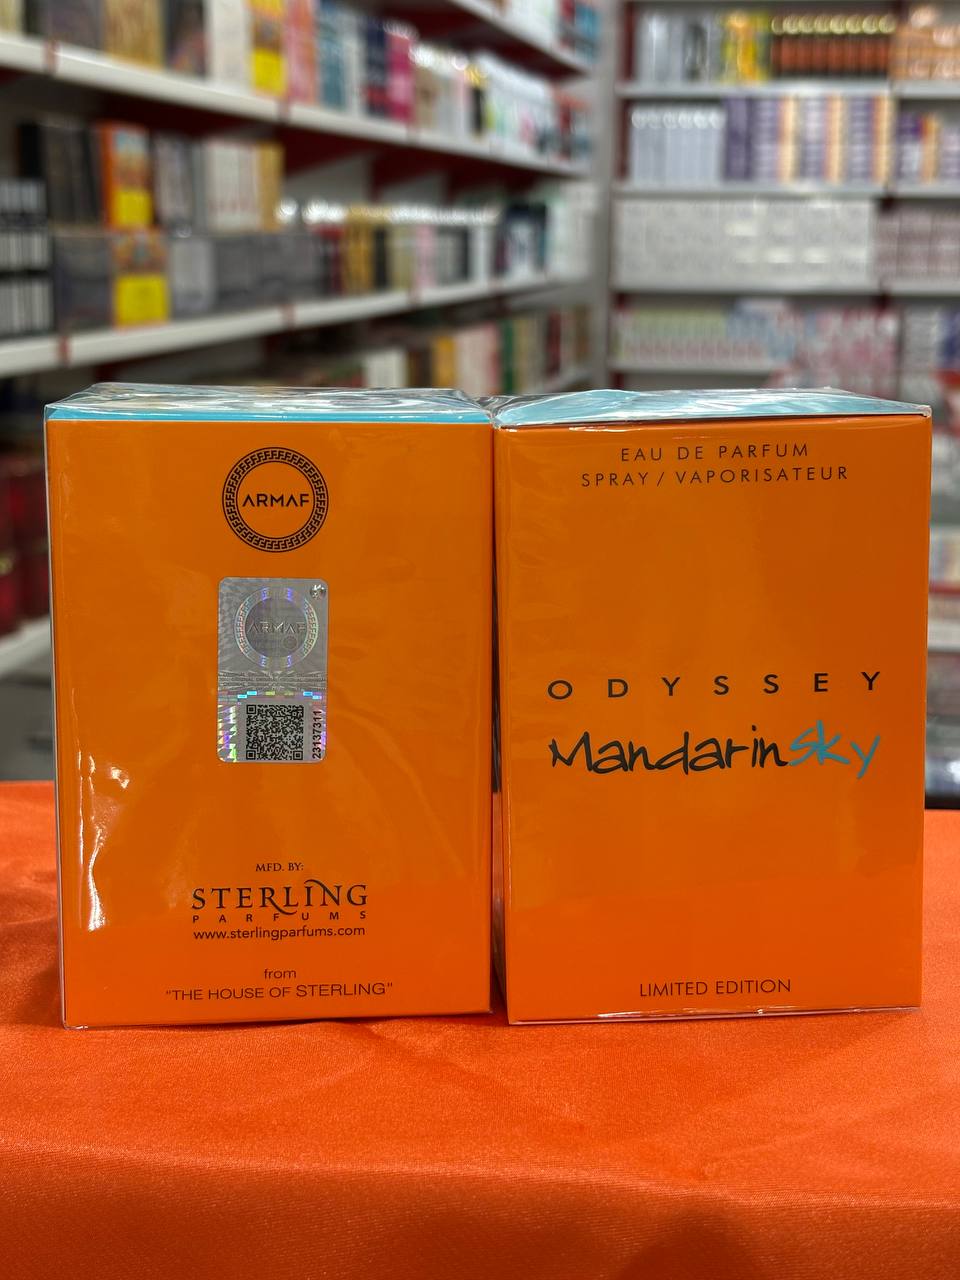 ARMAF
ARMAF
23137311
MFD. BY:
STERLING
PARFUMS
www.sterlingparfums.com
from
"THE HOUSE OF STERLING"
EAU DE PARFUM
SPRAY / VAPORISATEUR
ODYSSEY
MandarinSky
LIMITED EDITION